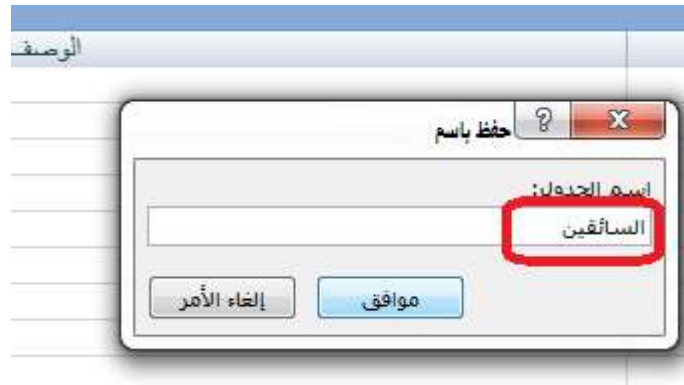 الوصف
حفظ باسم
اسم الجدول:
السائقين
موافق
إلغاء الأمر